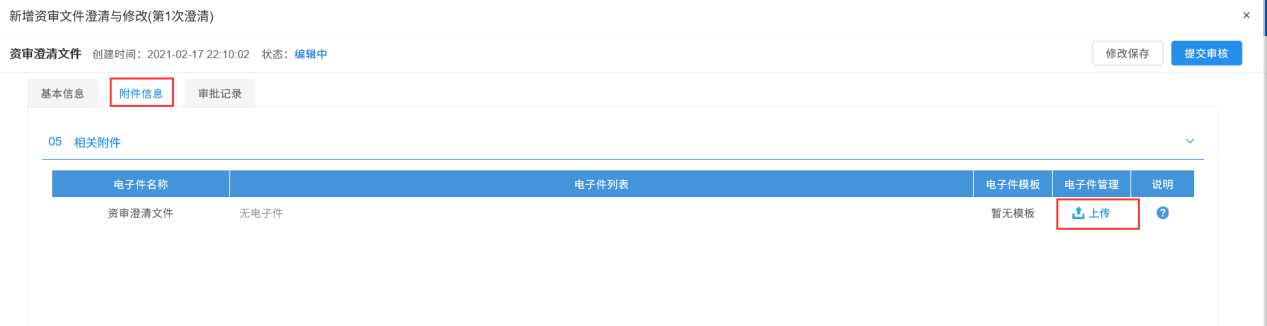 新增资审文件澄清与修改(第1次澄清) ×
资审澄清文件 创建时间：2021-02-17 22:10:02 状态：编辑中 修改保存 提交审核
基本信息 附件信息 审批记录
05 相关附件
电子件名称 电子件列表 电子件模板 电子件管理 说明
资审澄清文件 无电子件 暂无模板 上传 ?